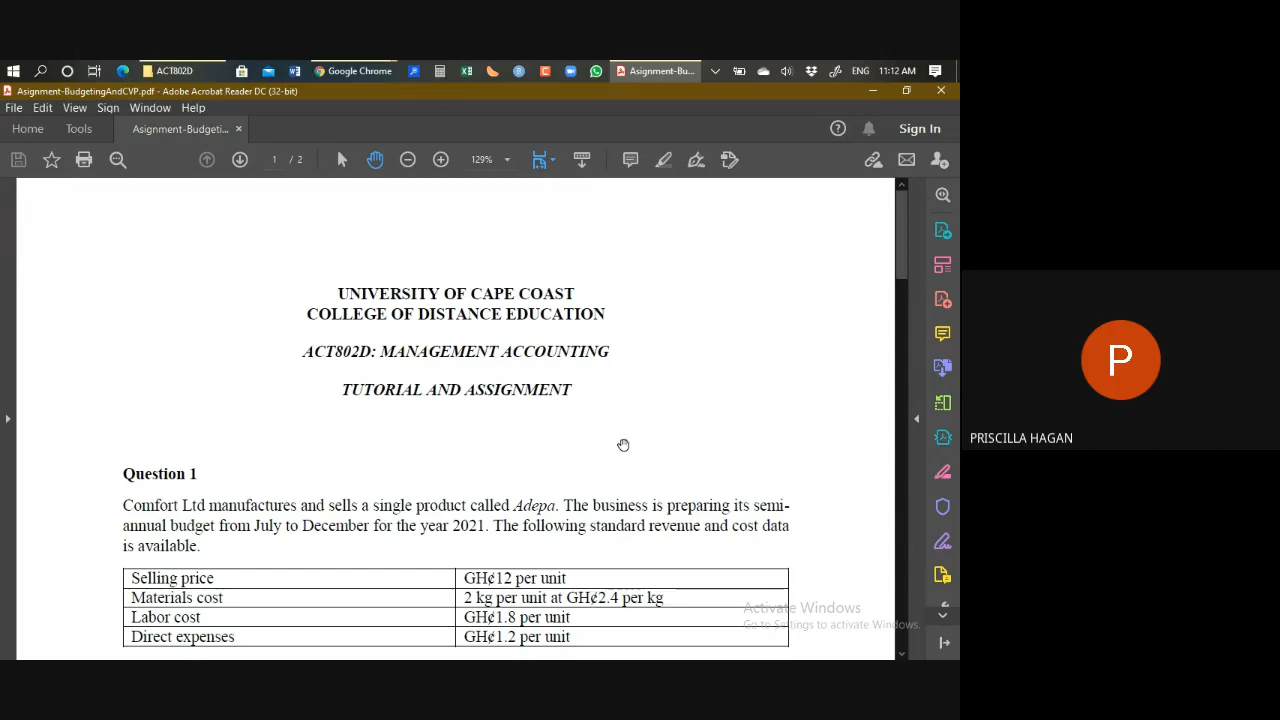 ACT802D
Google Chrome
Asignment-Bu...
ENG
11:12 AM
Asignment-BudgetingAndCVP.pdf - Adobe Acrobat Reader DC (32-bit)
File Edit View Sign Window Help
Home Tools Asignment-Budgeti... × Sign In
1 / 2 129%
UNIVERSITY OF CAPE COAST
COLLEGE OF DISTANCE EDUCATION
ACT802D: MANAGEMENT ACCOUNTING
TUTORIAL AND ASSIGNMENT
Question 1
Comfort Ltd manufactures and sells a single product called Adepa. The business is preparing its semi-
annual budget from July to December for the year 2021. The following standard revenue and cost data
is available.
Selling price GH¢12 per unit
Materials cost 2 kg per unit at GH¢2.4 per kg
Labor cost GH¢1.8 per unit
Direct expenses GH¢1.2 per unit
Activate Windows
Go to Settings to activate Windows.
P
PRISCILLA HAGAN